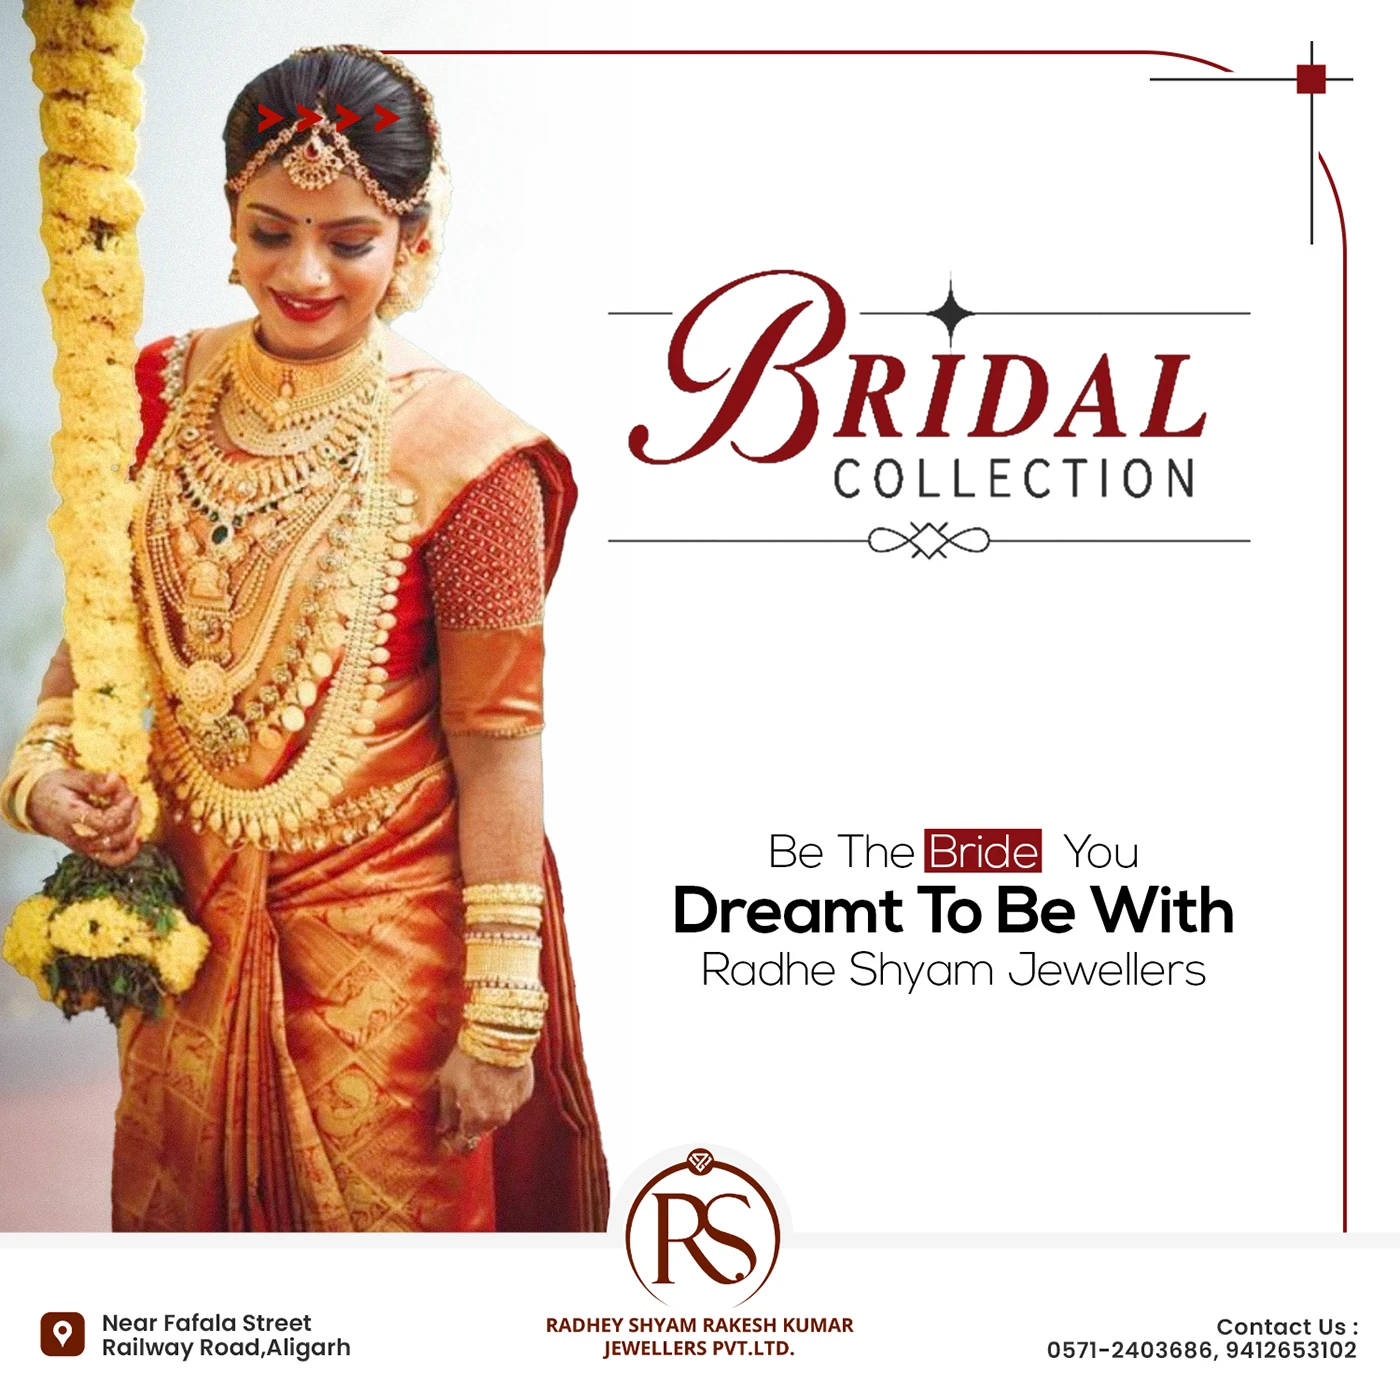 BRIDAL
COLLECTION
Be The Bride You
Dreamt To Be With
Radhe Shyam Jewellers
RS
RADHEY SHYAM RAKESH KUMAR
JEWELLERS PVT.LTD.
Near Fafala Street
Railway Road,Aligarh
Contact Us :
0571-2403686, 9412653102